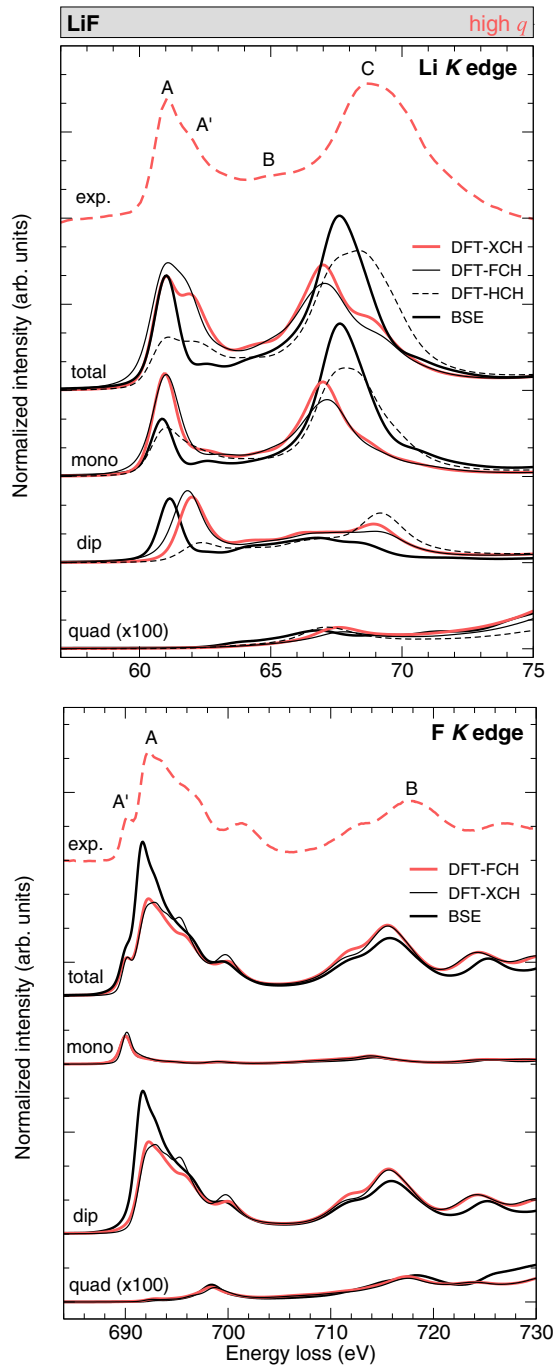 LiF high q
Li K edge
A
A'
B
C
exp.
DFT-XCH
DFT-FCH
DFT-HCH
BSE
total
mono
dip
quad (x100)
Normalized intensity (arb. units)
60 65 70 75
F K edge
A
A'
B
exp.
DFT-FCH
DFT-XCH
BSE
total
mono
dip
quad (x100)
Normalized intensity (arb. units)
690 700 710 720 730
Energy loss (eV)